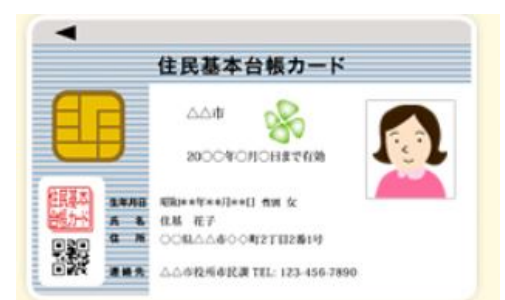 住民基本台帳カード
△△市
20○○年○月○日まで有効
住民基本
台帳カード
生年月日 昭和**年**月**日 性別 女
氏 名 住基 花子
住 所 ○○県△△市◇◇町2丁目2番1号
連絡先 △△市役所市民課 TEL: 123-456-7890